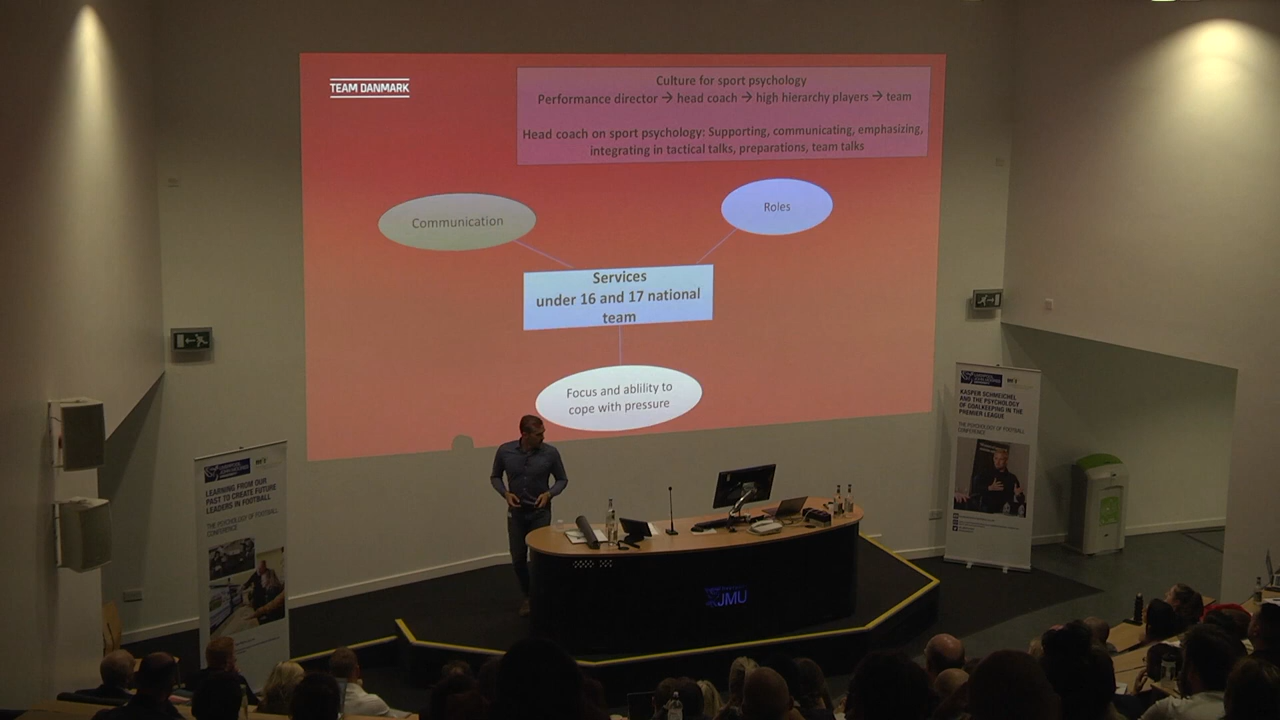 TEAM DANMARK
Culture for sport psychology
Performance director → head coach → high hierarchy players → team
Head coach on sport psychology: Supporting, communicating, emphasizing,
integrating in tactical talks, preparations, team talks
Communication
Roles
Services
under 16 and 17 national
team
Focus and ablility to
cope with pressure
LEARNING FROM OUR
PAST TO CREATE FUTURE
LEADERS IN FOOTBALL
THE PSYCHOLOGY OF FOOTBALL
CONFERENCE
KASPER SCHMEICHEL
AND THE PSYCHOLOGY
OF GOALKEEPING IN THE
PREMIER LEAGUE
THE PSYCHOLOGY OF FOOTBALL
CONFERENCE
JMU